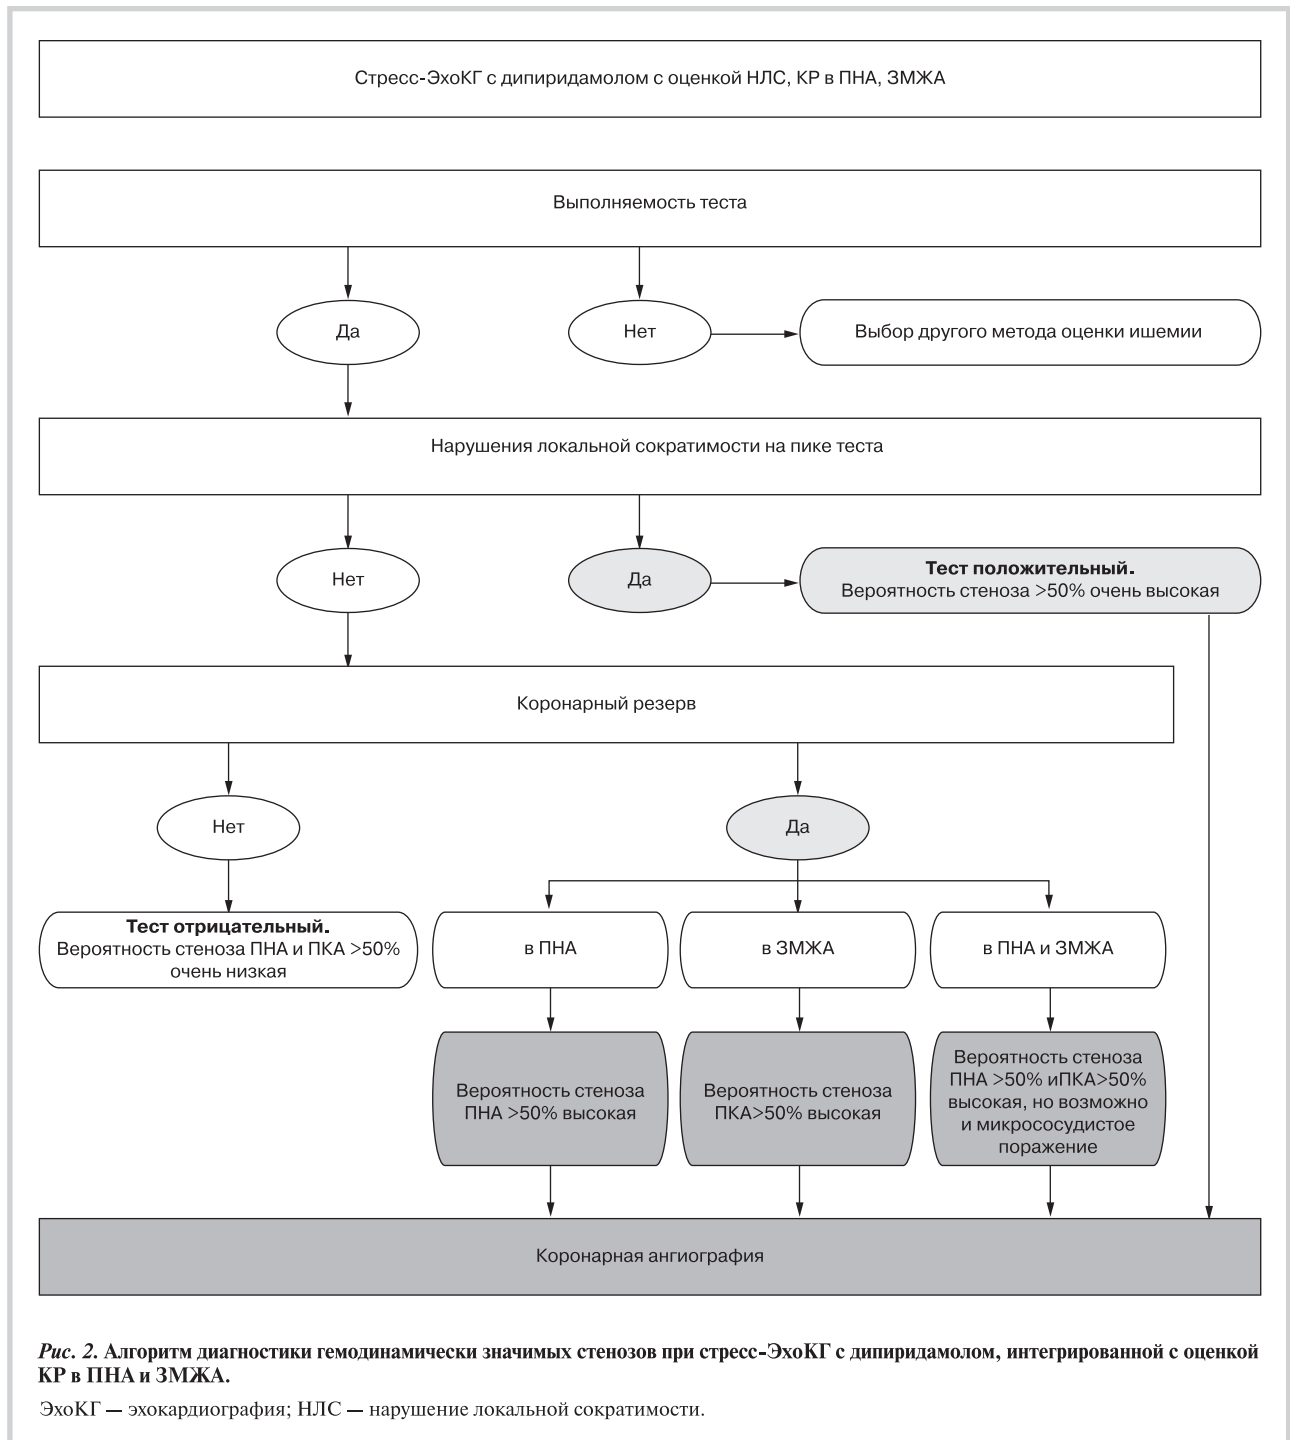 Стресс-ЭхоКГ с дипиридамолом с оценкой НЛС, КР в ПНА, ЗМЖА
Выполняемость теста
Да
Нет
Выбор другого метода оценки ишемии
Нарушения локальной сократимости на пике теста
Нет
Да
Тест положительный.
Вероятность стеноза >50% очень высокая
Коронарный резерв
Нет
Да
Тест отрицательный.
Вероятность стеноза ПНА и ПКА >50%
очень низкая
в ПНА
в ЗМЖА
в ПНА и ЗМЖА
Вероятность стеноза
ПНА >50% высокая
Вероятность стеноза
ПКА>50% высокая
Вероятность стеноза
ПНА >50% иПКА>50%
высокая, но возможно
и микрососудистое
поражение
Коронарная ангиография
Рис. 2. Алгоритм диагностики гемодинамически значимых стенозов при стресс-ЭхоКГ с дипиридамолом, интегрированной с оценкой
КР в ПНА и ЗМЖА.
ЭхоКГ — эхокардиография; НЛС — нарушение локальной сократимости.